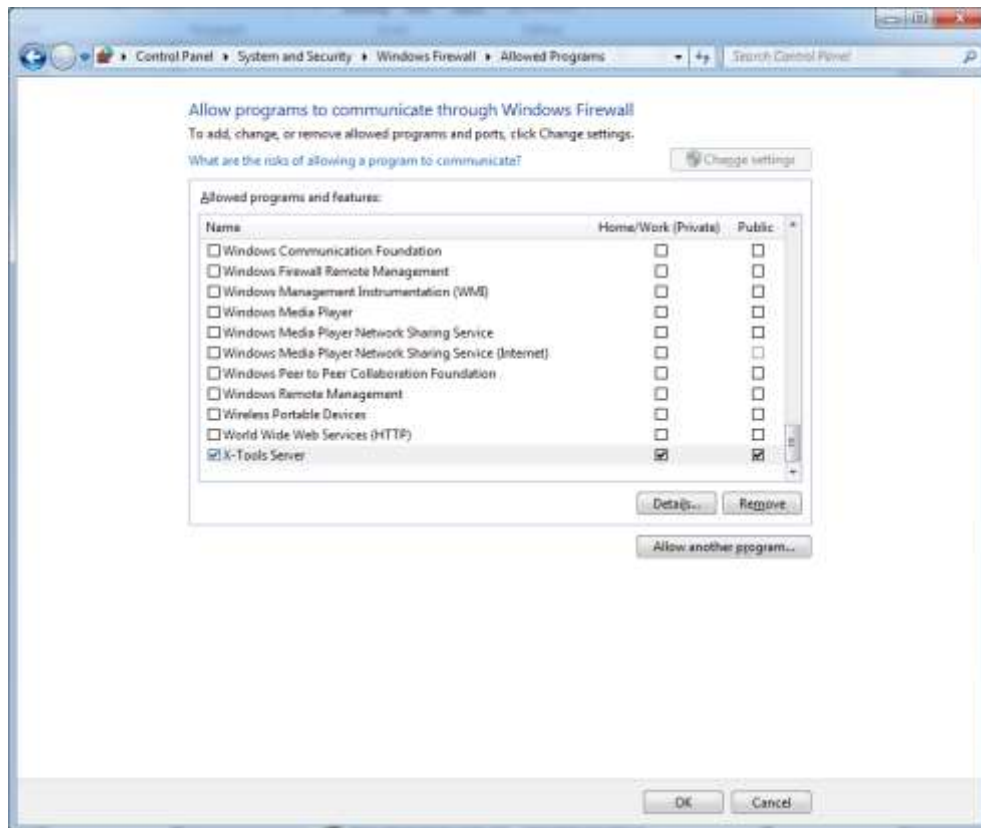 Control Panel ▸ System and Security ▸ Windows Firewall ▸ Allowed Programs
Search Control Panel
Allow programs to communicate through Windows Firewall
To add, change, or remove allowed programs and ports, click Change settings.
What are the risks of allowing a program to communicate?
Change settings
Allowed programs and features:
Name Home/Work (Private) Public
Windows Communication Foundation
Windows Firewall Remote Management
Windows Management Instrumentation (WMI)
Windows Media Player
Windows Media Player Network Sharing Service
Windows Media Player Network Sharing Service (Internet)
Windows Peer to Peer Collaboration Foundation
Windows Remote Management
Wireless Portable Devices
World Wide Web Services (HTTP)
X-Tools Server
Details... Remove
Allow another program...
OK Cancel